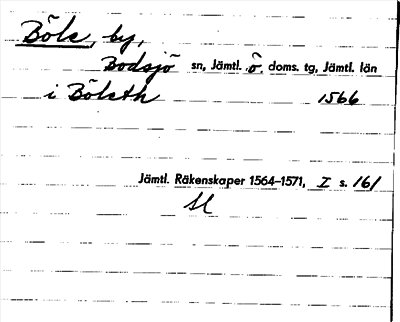 Böle, by,
Bodsjö sn, Jämtl. ö. doms. tg, Jämtl. län
i Böleth 1566
Jämtl. Räkenskaper 1564–1571, I s. 161